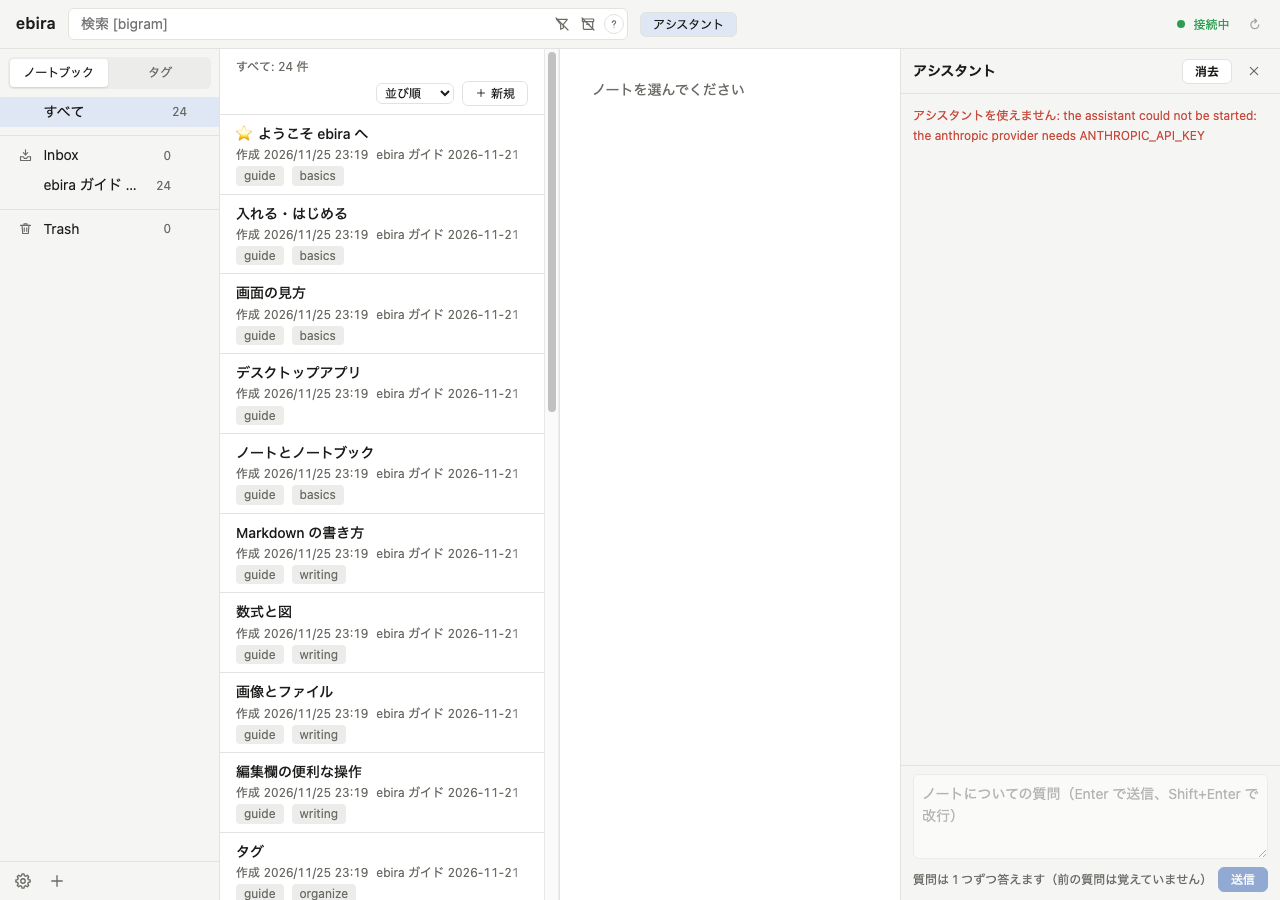 ebira
検索 [bigram]
?
アシスタント
接続中
ノートブック
タグ
すべて 24
Inbox 0
ebira ガイド ... 24
Trash 0
すべて: 24 件
並び順
+ 新規
⭐ ようこそ ebira へ
作成 2026/11/25 23:19 ebira ガイド 2026-11-21
guide basics
入れる・はじめる
作成 2026/11/25 23:19 ebira ガイド 2026-11-21
guide basics
画面の見方
作成 2026/11/25 23:19 ebira ガイド 2026-11-21
guide basics
デスクトップアプリ
作成 2026/11/25 23:19 ebira ガイド 2026-11-21
guide
ノートとノートブック
作成 2026/11/25 23:19 ebira ガイド 2026-11-21
guide basics
Markdown の書き方
作成 2026/11/25 23:19 ebira ガイド 2026-11-21
guide writing
数式と図
作成 2026/11/25 23:19 ebira ガイド 2026-11-21
guide writing
画像とファイル
作成 2026/11/25 23:19 ebira ガイド 2026-11-21
guide writing
編集欄の便利な操作
作成 2026/11/25 23:19 ebira ガイド 2026-11-21
guide writing
タグ
作成 2026/11/25 23:19 ebira ガイド 2026-11-21
guide organize
ノートを選んでください
アシスタント
消去
アシスタントを使えません: the assistant could not be started:
the anthropic provider needs ANTHROPIC_API_KEY
ノートについての質問（Enter で送信、Shift+Enter で
改行）
質問は 1 つずつ答えます（前の質問は覚えていません）
送信